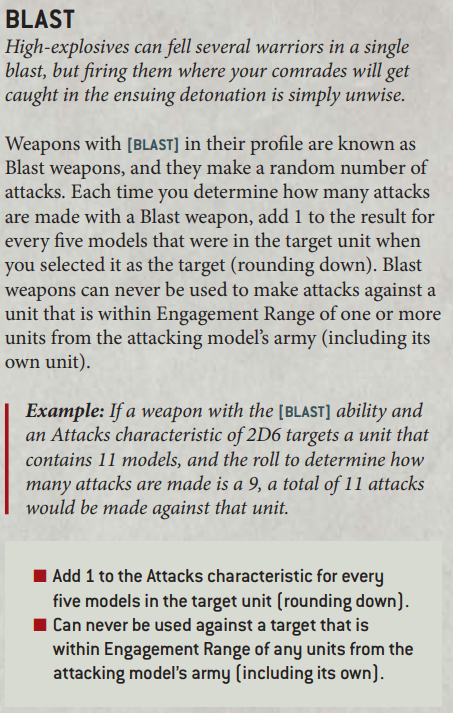 BLAST
High-explosives can fell several warriors in a single
blast, but firing them where your comrades will get
caught in the ensuing detonation is simply unwise.
Weapons with [BLAST] in their profile are known as
Blast weapons, and they make a random number of
attacks. Each time you determine how many attacks
are made with a Blast weapon, add 1 to the result for
every five models that were in the target unit when
you selected it as the target (rounding down). Blast
weapons can never be used to make attacks against a
unit that is within Engagement Range of one or more
units from the attacking model's army (including its
own unit).
Example: If a weapon with the [BLAST] ability and
an Attacks characteristic of 2D6 targets a unit that
contains 11 models, and the roll to determine how
many attacks are made is a 9, a total of 11 attacks
would be made against that unit.
■ Add 1 to the Attacks characteristic for every
five models in the target unit (rounding down).
■ Can never be used against a target that is
within Engagement Range of any units from the
attacking model's army (including its own).